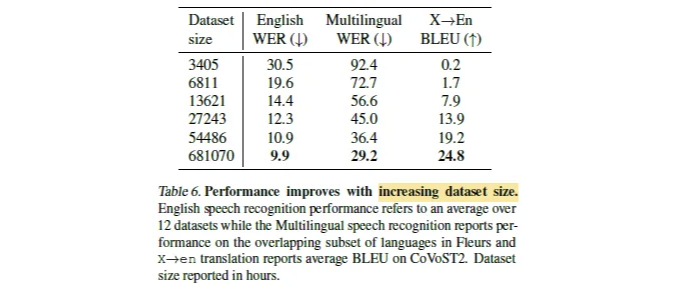 Dataset English Multilingual X→En
size WER (↓) WER (↓) BLEU (↑)
3405 30.5 92.4 0.2
6811 19.6 72.7 1.7
13621 14.4 56.6 7.9
27243 12.3 45.0 13.9
54486 10.9 36.4 19.2
681070 9.9 29.2 24.8
Table 6. Performance improves with increasing dataset size.
English speech recognition performance refers to an average over
12 datasets while the Multilingual speech recognition reports per-
formance on the overlapping subset of languages in Fleurs and
X→en translation reports average BLEU on CoVoST2. Dataset
size reported in hours.